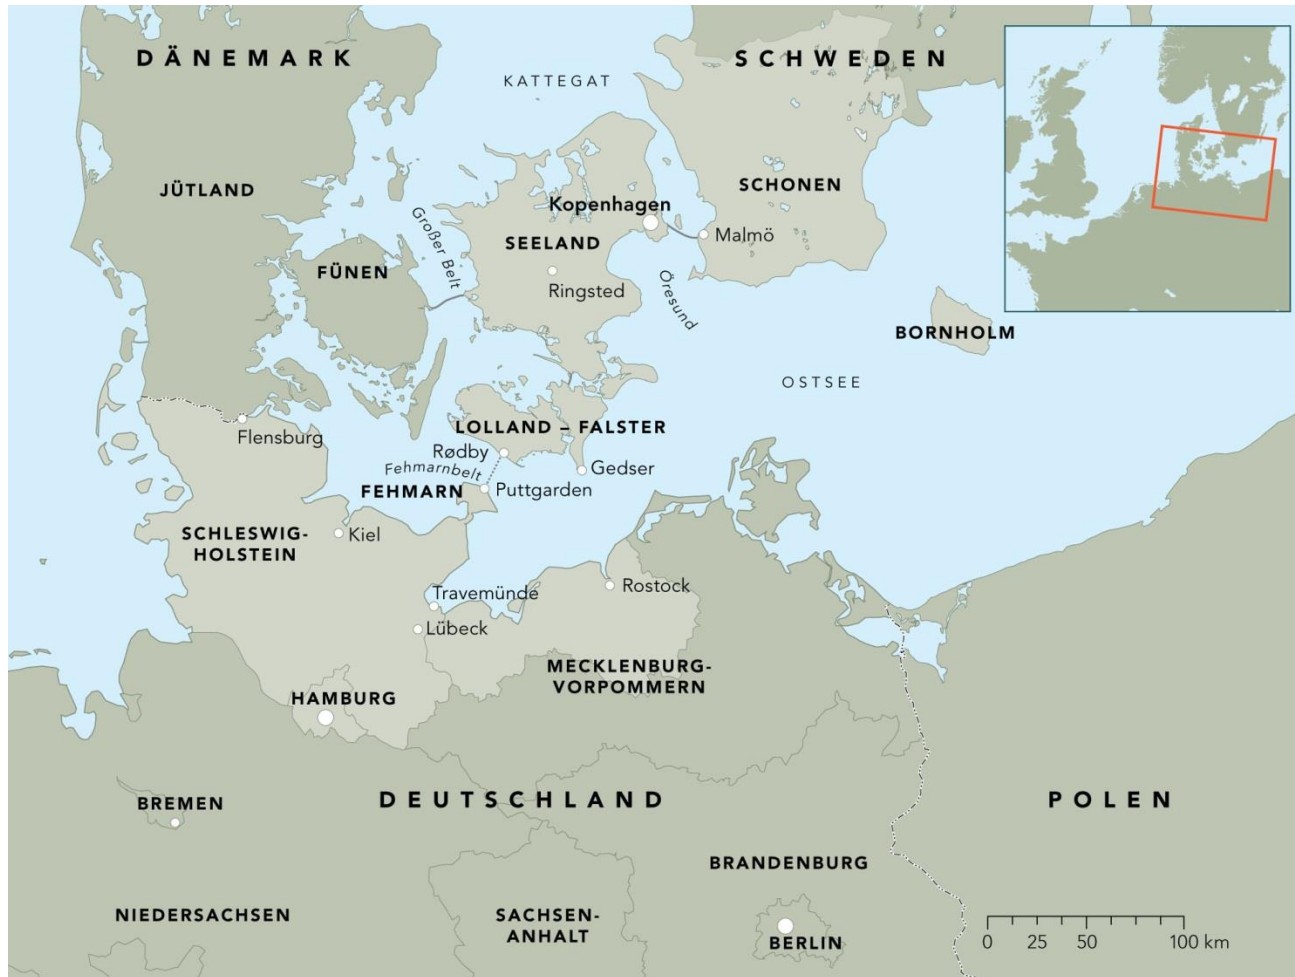 DÄNEMARK
SCHWEDEN
KATTEGAT
JÜTLAND
SCHONEN
Kopenhagen
Großer Belt
Malmö
SEELAND
FÜNEN
Ringsted
Öresund
BORNHOLM
OSTSEE
LOLLAND – FALSTER
Flensburg
Rødby
Fehmarnbelt
Gedser
FEHMARN
Puttgarden
SCHLESWIG-
HOLSTEIN
Kiel
Travemünde
Rostock
Lübeck
MECKLENBURG-
VORPOMMERN
HAMBURG
BREMEN
DEUTSCHLAND
POLEN
BRANDENBURG
NIEDERSACHSEN
SACHSEN-
ANHALT
BERLIN
0 25 50 100 km